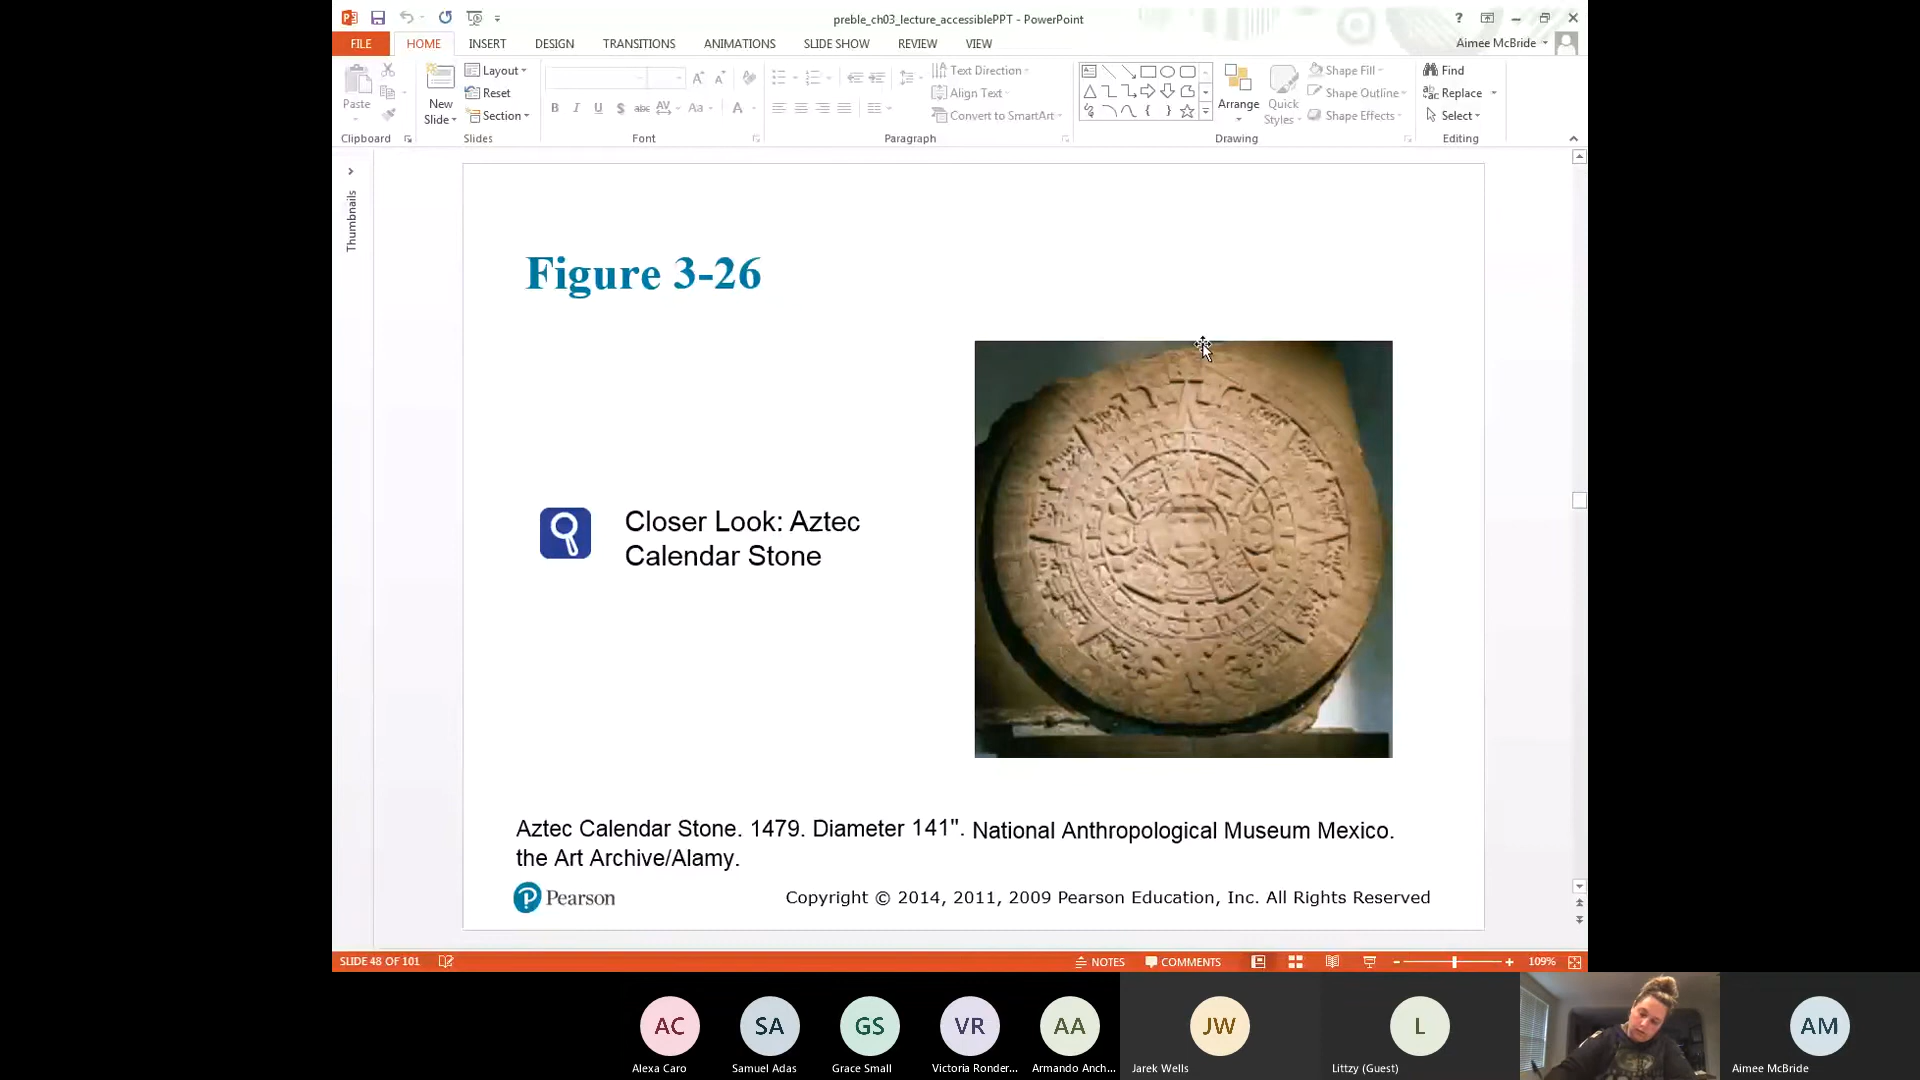 preble_ch03_lecture_accessiblePPT - PowerPoint
?
FILE
HOME
INSERT
DESIGN
TRANSITIONS
ANIMATIONS
SLIDE SHOW
REVIEW
VIEW
Aimee McBride
Paste
New
Slide
Layout
Reset
Section
B I U S abc AV Aa A
Text Direction
Align Text
Convert to SmartArt
Arrange
Quick
Styles
Shape Fill
Shape Outline
Shape Effects
Find
Replace
Select
Clipboard
Slides
Font
Paragraph
Drawing
Editing
Thumbnails
Figure 3-26
Closer Look: Aztec
Calendar Stone
Aztec Calendar Stone. 1479. Diameter 141". National Anthropological Museum Mexico.
the Art Archive/Alamy.
Pearson
Copyright © 2014, 2011, 2009 Pearson Education, Inc. All Rights Reserved
SLIDE 48 OF 101
NOTES
COMMENTS
109%
AC
SA
GS
VR
AA
JW
L
AM
Alexa Caro
Samuel Adas
Grace Small
Victoria Ronder...
Armando Anch...
Jarek Wells
Littzy (Guest)
Aimee McBride